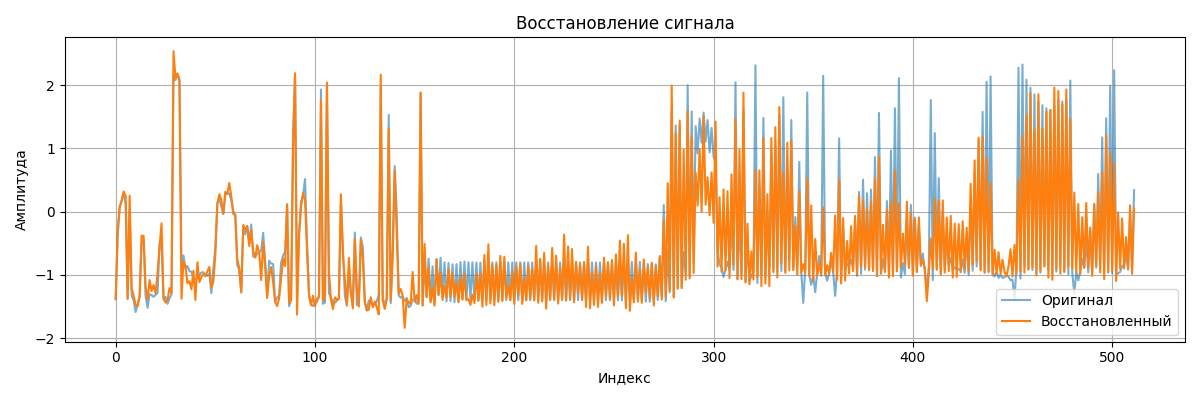 Восстановление сигнала
Амплитуда
2
1
0
−1
−2
0
100
200
300
400
500
Индекс
Оригинал
Восстановленный